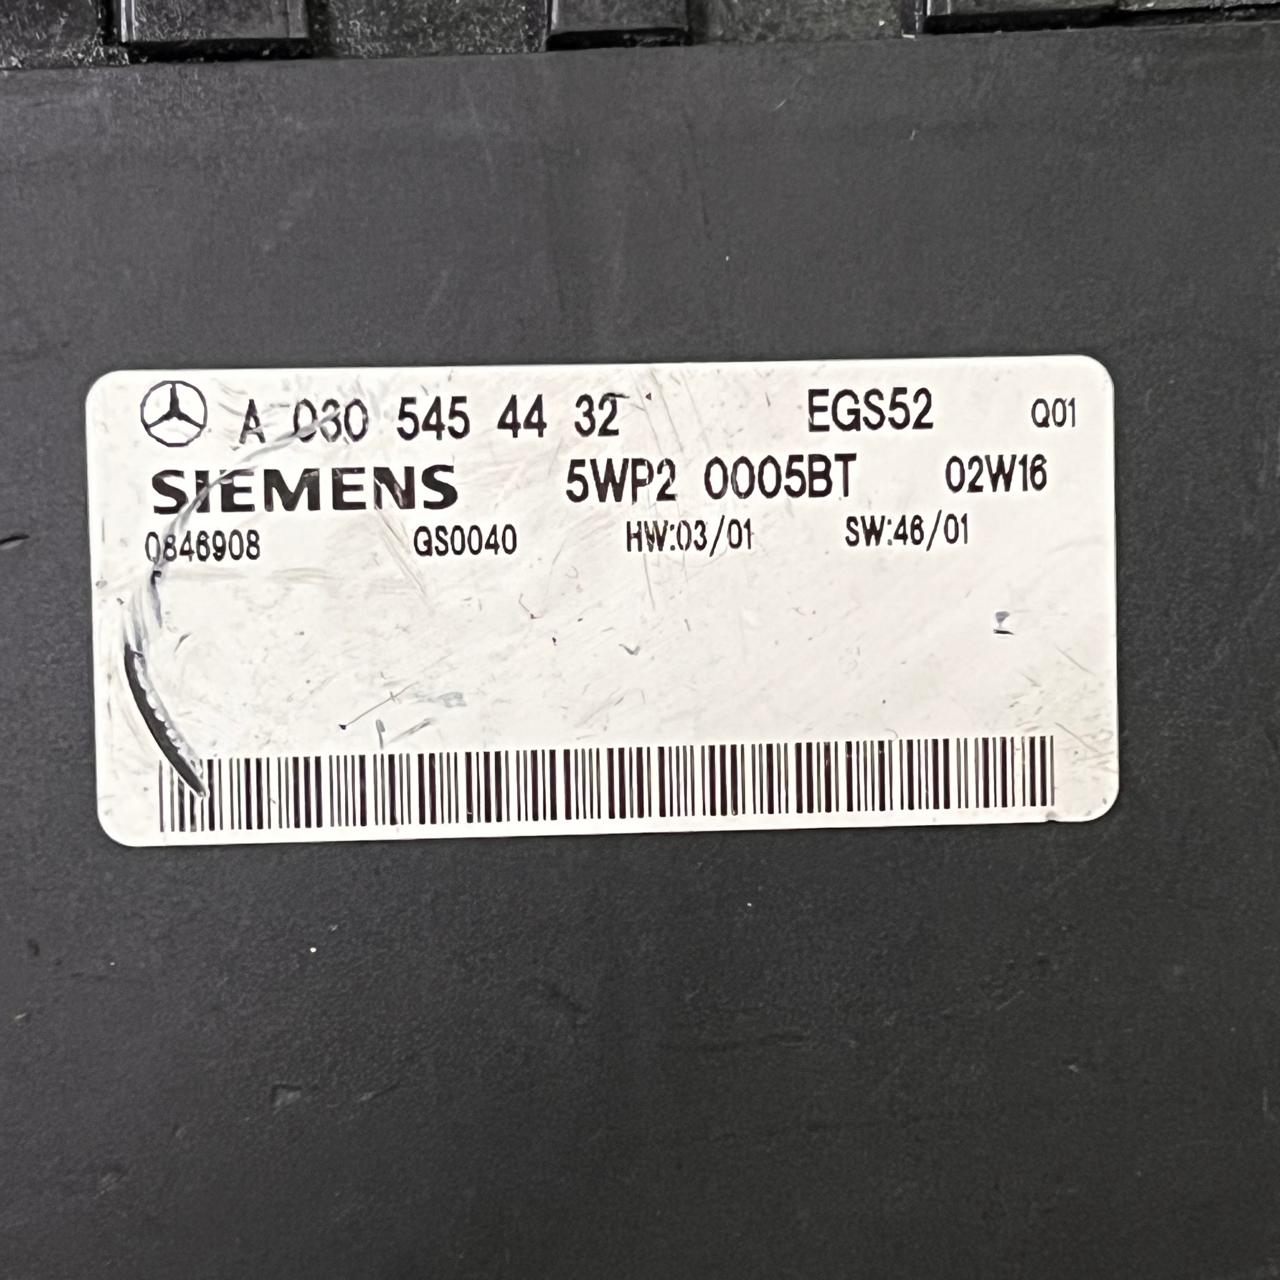 A 030 545 44 32 EGS52 Q01
SIEMENS 5WP2 0005BT 02W16
0846908 QS0040 HW:03/01 SW:46/01